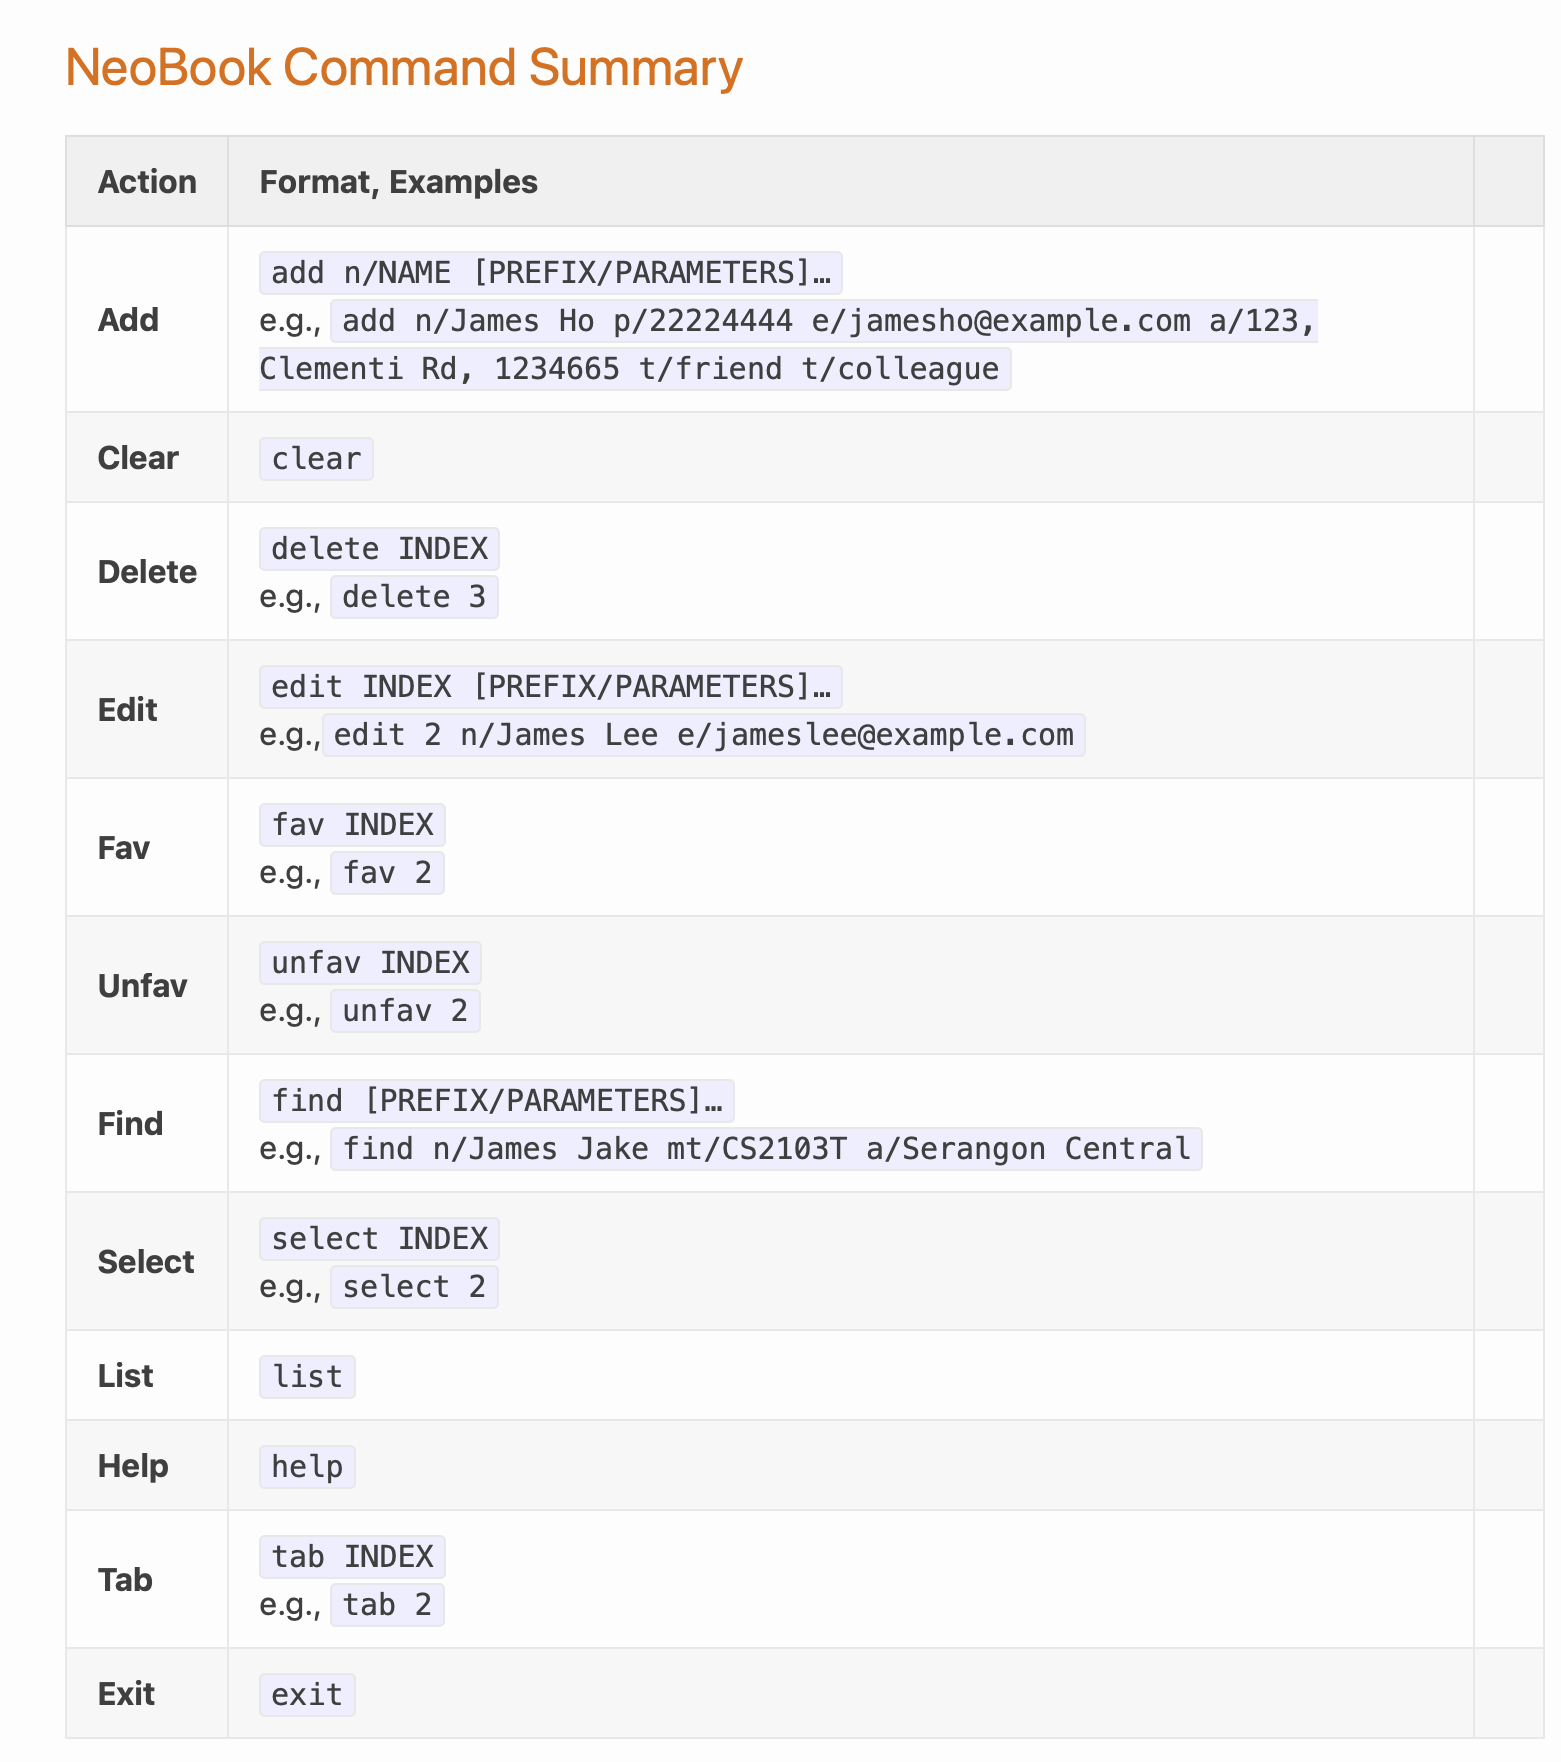 NeoBook Command Summary
Action
Format, Examples
Add
add n/NAME [PREFIX/PARAMETERS]…
e.g., add n/James Ho p/22224444 e/jamesho@example.com a/123,
Clementi Rd, 1234665 t/friend t/colleague
Clear
clear
Delete
delete INDEX
e.g., delete 3
Edit
edit INDEX [PREFIX/PARAMETERS]…
e.g., edit 2 n/James Lee e/jameslee@example.com
Fav
fav INDEX
e.g., fav 2
Unfav
unfav INDEX
e.g., unfav 2
Find
find [PREFIX/PARAMETERS]…
e.g., find n/James Jake mt/CS2103T a/Serangon Central
Select
select INDEX
e.g., select 2
List
list
Help
help
Tab
tab INDEX
e.g., tab 2
Exit
exit